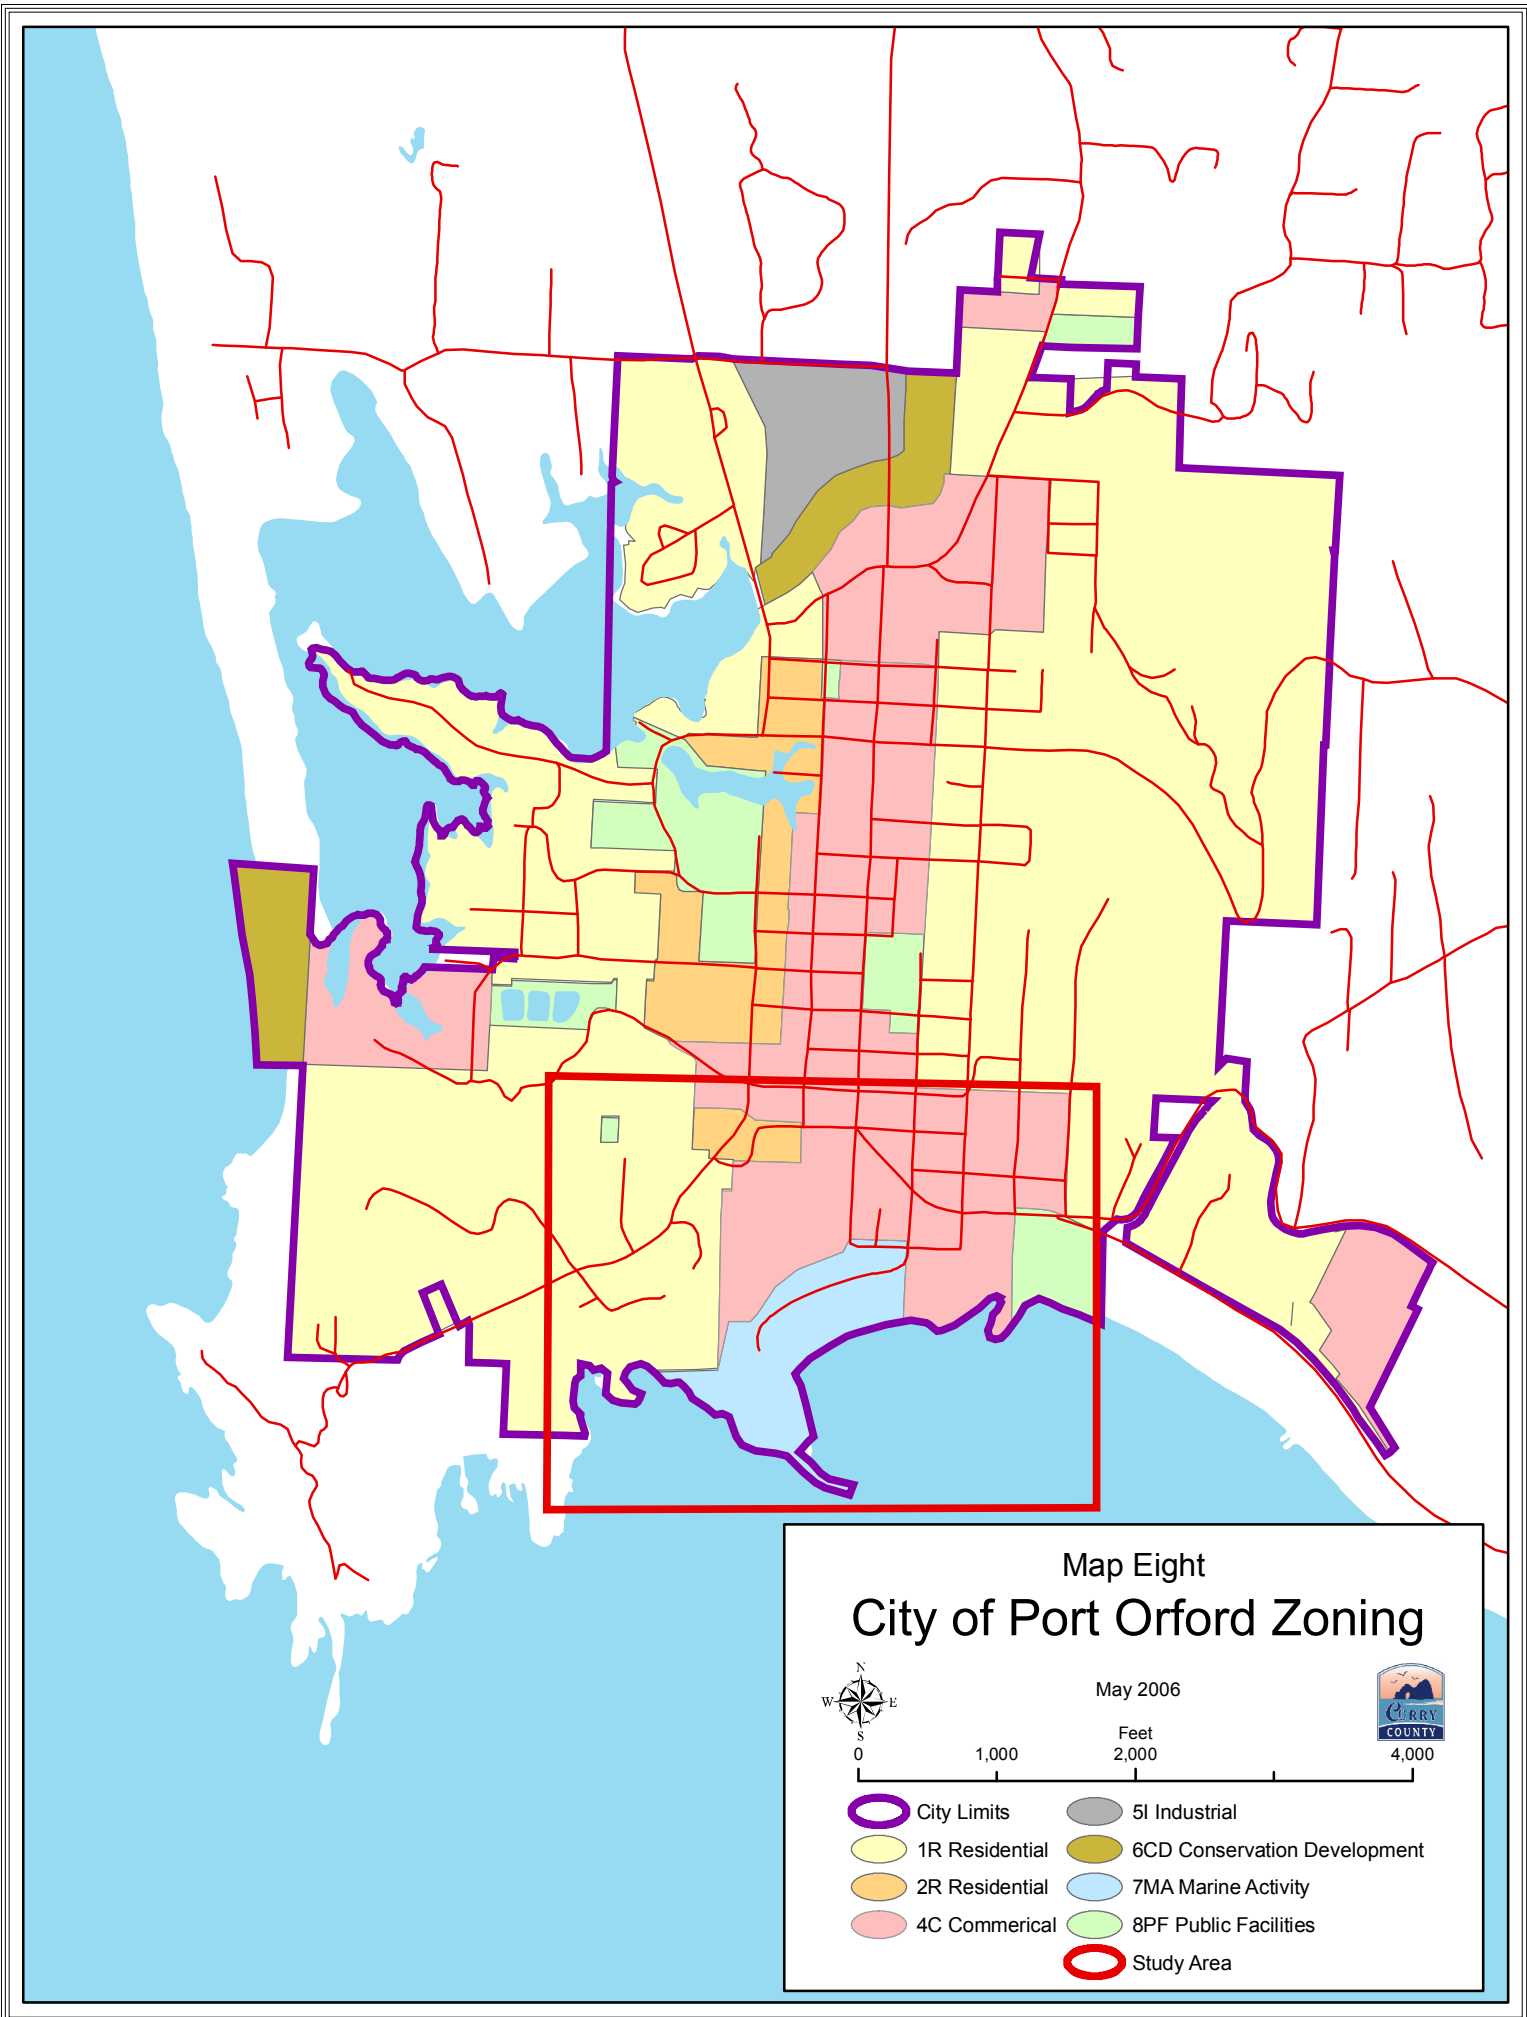 Map Eight
City of Port Orford Zoning
N
W E
S
May 2006
Feet
0 1,000 2,000 4,000
CURRY
COUNTY
City Limits
1R Residential
2R Residential
4C Commerical
5I Industrial
6CD Conservation Development
7MA Marine Activity
8PF Public Facilities
Study Area